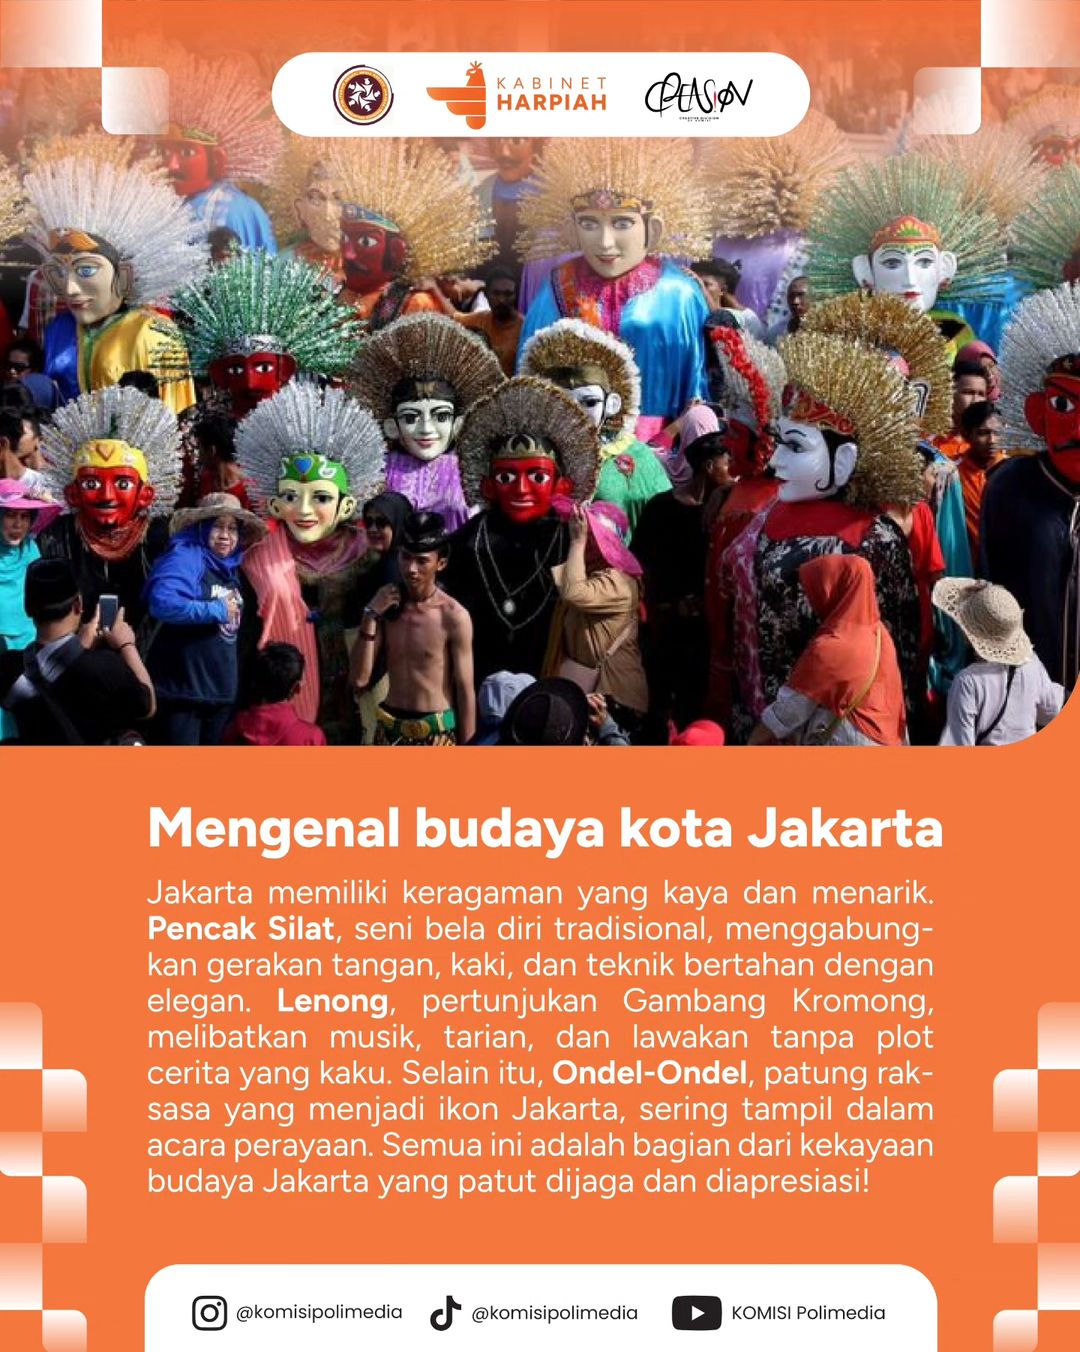 KABINET
HARPIAH
CREASION
Mengenal budaya kota Jakarta
Jakarta memiliki keragaman yang kaya dan menarik.
Pencak Silat, seni bela diri tradisional, menggabung-
kan gerakan tangan, kaki, dan teknik bertahan dengan
elegan. Lenong, pertunjukan Gambang Kromong,
melibatkan musik, tarian, dan lawakan tanpa plot
cerita yang kaku. Selain itu, Ondel-Ondel, patung rak-
sasa yang menjadi ikon Jakarta, sering tampil dalam
acara perayaan. Semua ini adalah bagian dari kekayaan
budaya Jakarta yang patut dijaga dan diapresiasi!
@komisipolimedia
@komisipolimedia
KOMISI Polimedia